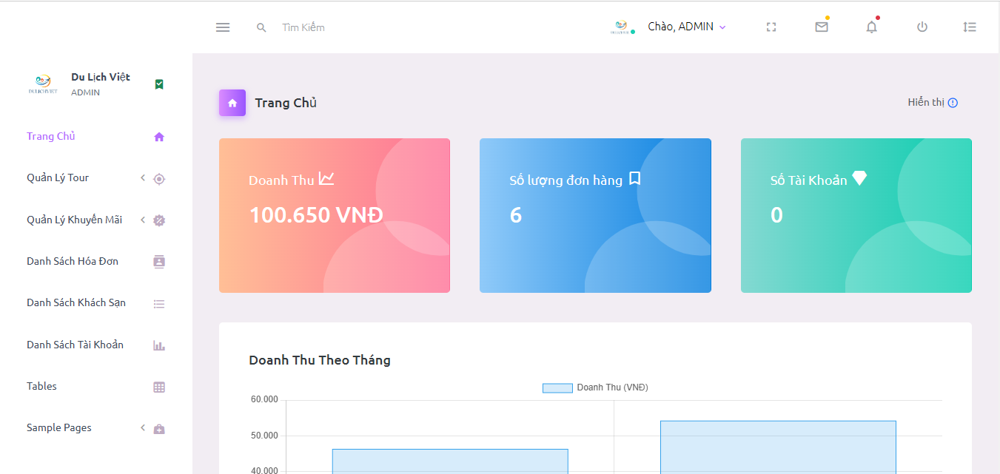 Tìm Kiếm
Chào, ADMIN
DULICHVIET
Du Lịch Việt
ADMIN
Trang Chủ
Quản Lý Tour
Quản Lý Khuyến Mãi
Danh Sách Hóa Đơn
Danh Sách Khách Sạn
Danh Sách Tài Khoản
Tables
Sample Pages
Trang Chủ
Hiển thị
Doanh Thu
100.650 VNĐ
Số lượng đơn hàng
6
Số Tài Khoản
0
Doanh Thu Theo Tháng
Doanh Thu (VNĐ)
60.000
50.000
40.000